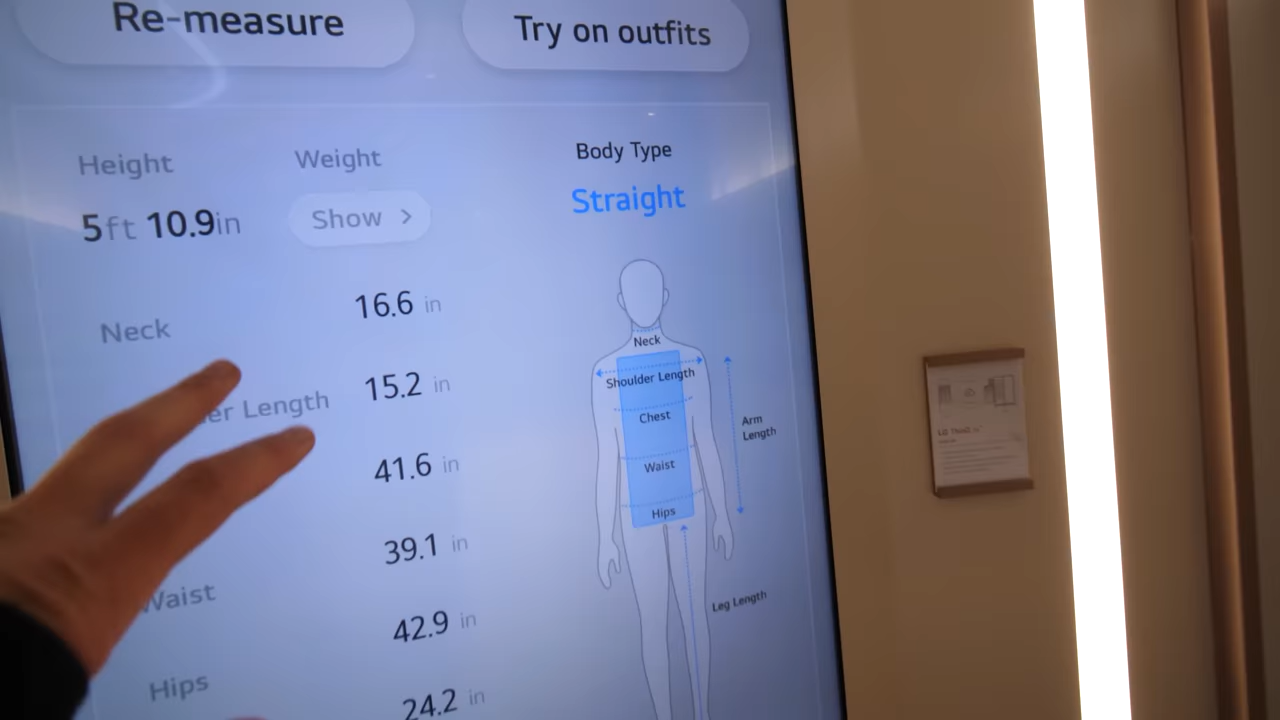 Re-measure
Try on outfits
Height
Weight
Body Type
5ft 10.9in
Show >
Straight
Neck
16.6 in
er Length
15.2 in
41.6 in
39.1 in
Waist
42.9 in
Hips
24.2 in
Neck
Shoulder Length
Chest
Waist
Hips
Arm
Length
Leg Length
LG ThinQ